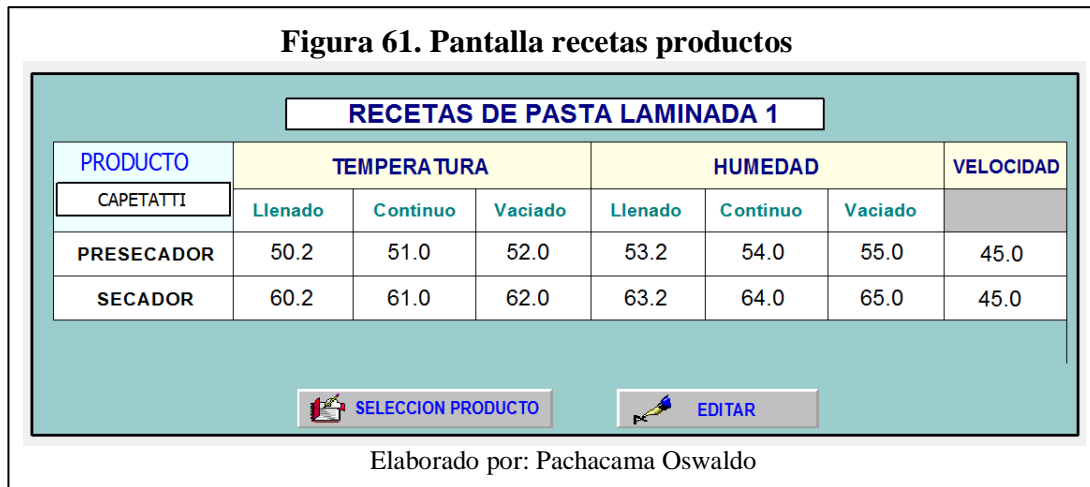 Figura 61. Pantalla recetas productos
RECETAS DE PASTA LAMINADA 1
PRODUCTO TEMPERATURA HUMEDAD VELOCIDAD
CAPETATTI Llenado Continuo Vaciado Llenado Continuo Vaciado
PRESECADOR 50.2 51.0 52.0 53.2 54.0 55.0 45.0
SECADOR 60.2 61.0 62.0 63.2 64.0 65.0 45.0
SELECCION PRODUCTO EDITAR
Elaborado por: Pachacama Oswaldo